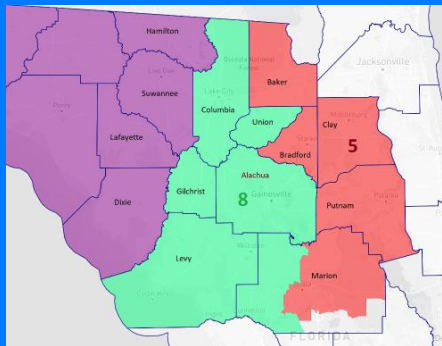 Hamilton
Jacksonville
Baker
Suwannee
Columbia
Union
Clay
Lafayette
Bradford
5
Alachua
Gilchrist
Gainesville
8
Dixie
Putnam
Levy
Marion
FLORIDA